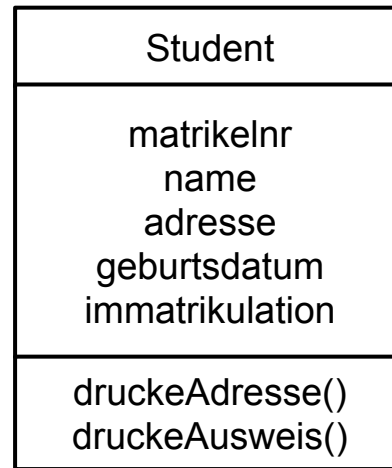 Student
matrikelnr
name
adresse
geburtsdatum
immatrikulation
druckeAdresse()
druckeAusweis()